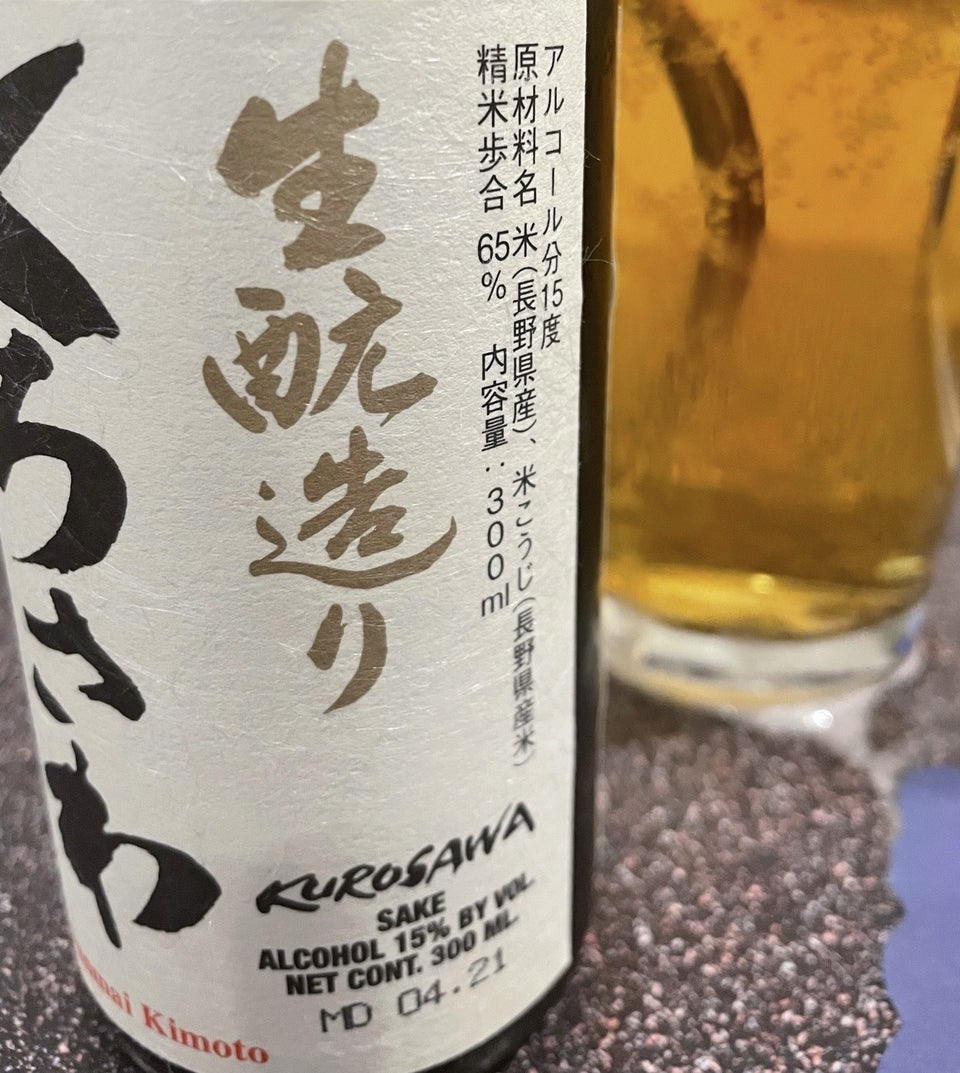 アルコール分15度
原材料名 米(長野県産)、米こうじ(長野県産米)
精米歩合 65% 内容量:300ml
生酛造り
くろさわ
KUROSAWA
SAKE
ALCOHOL 15% BY VOL.
NET CONT. 300 ML.
MD 04.21
Kimoto